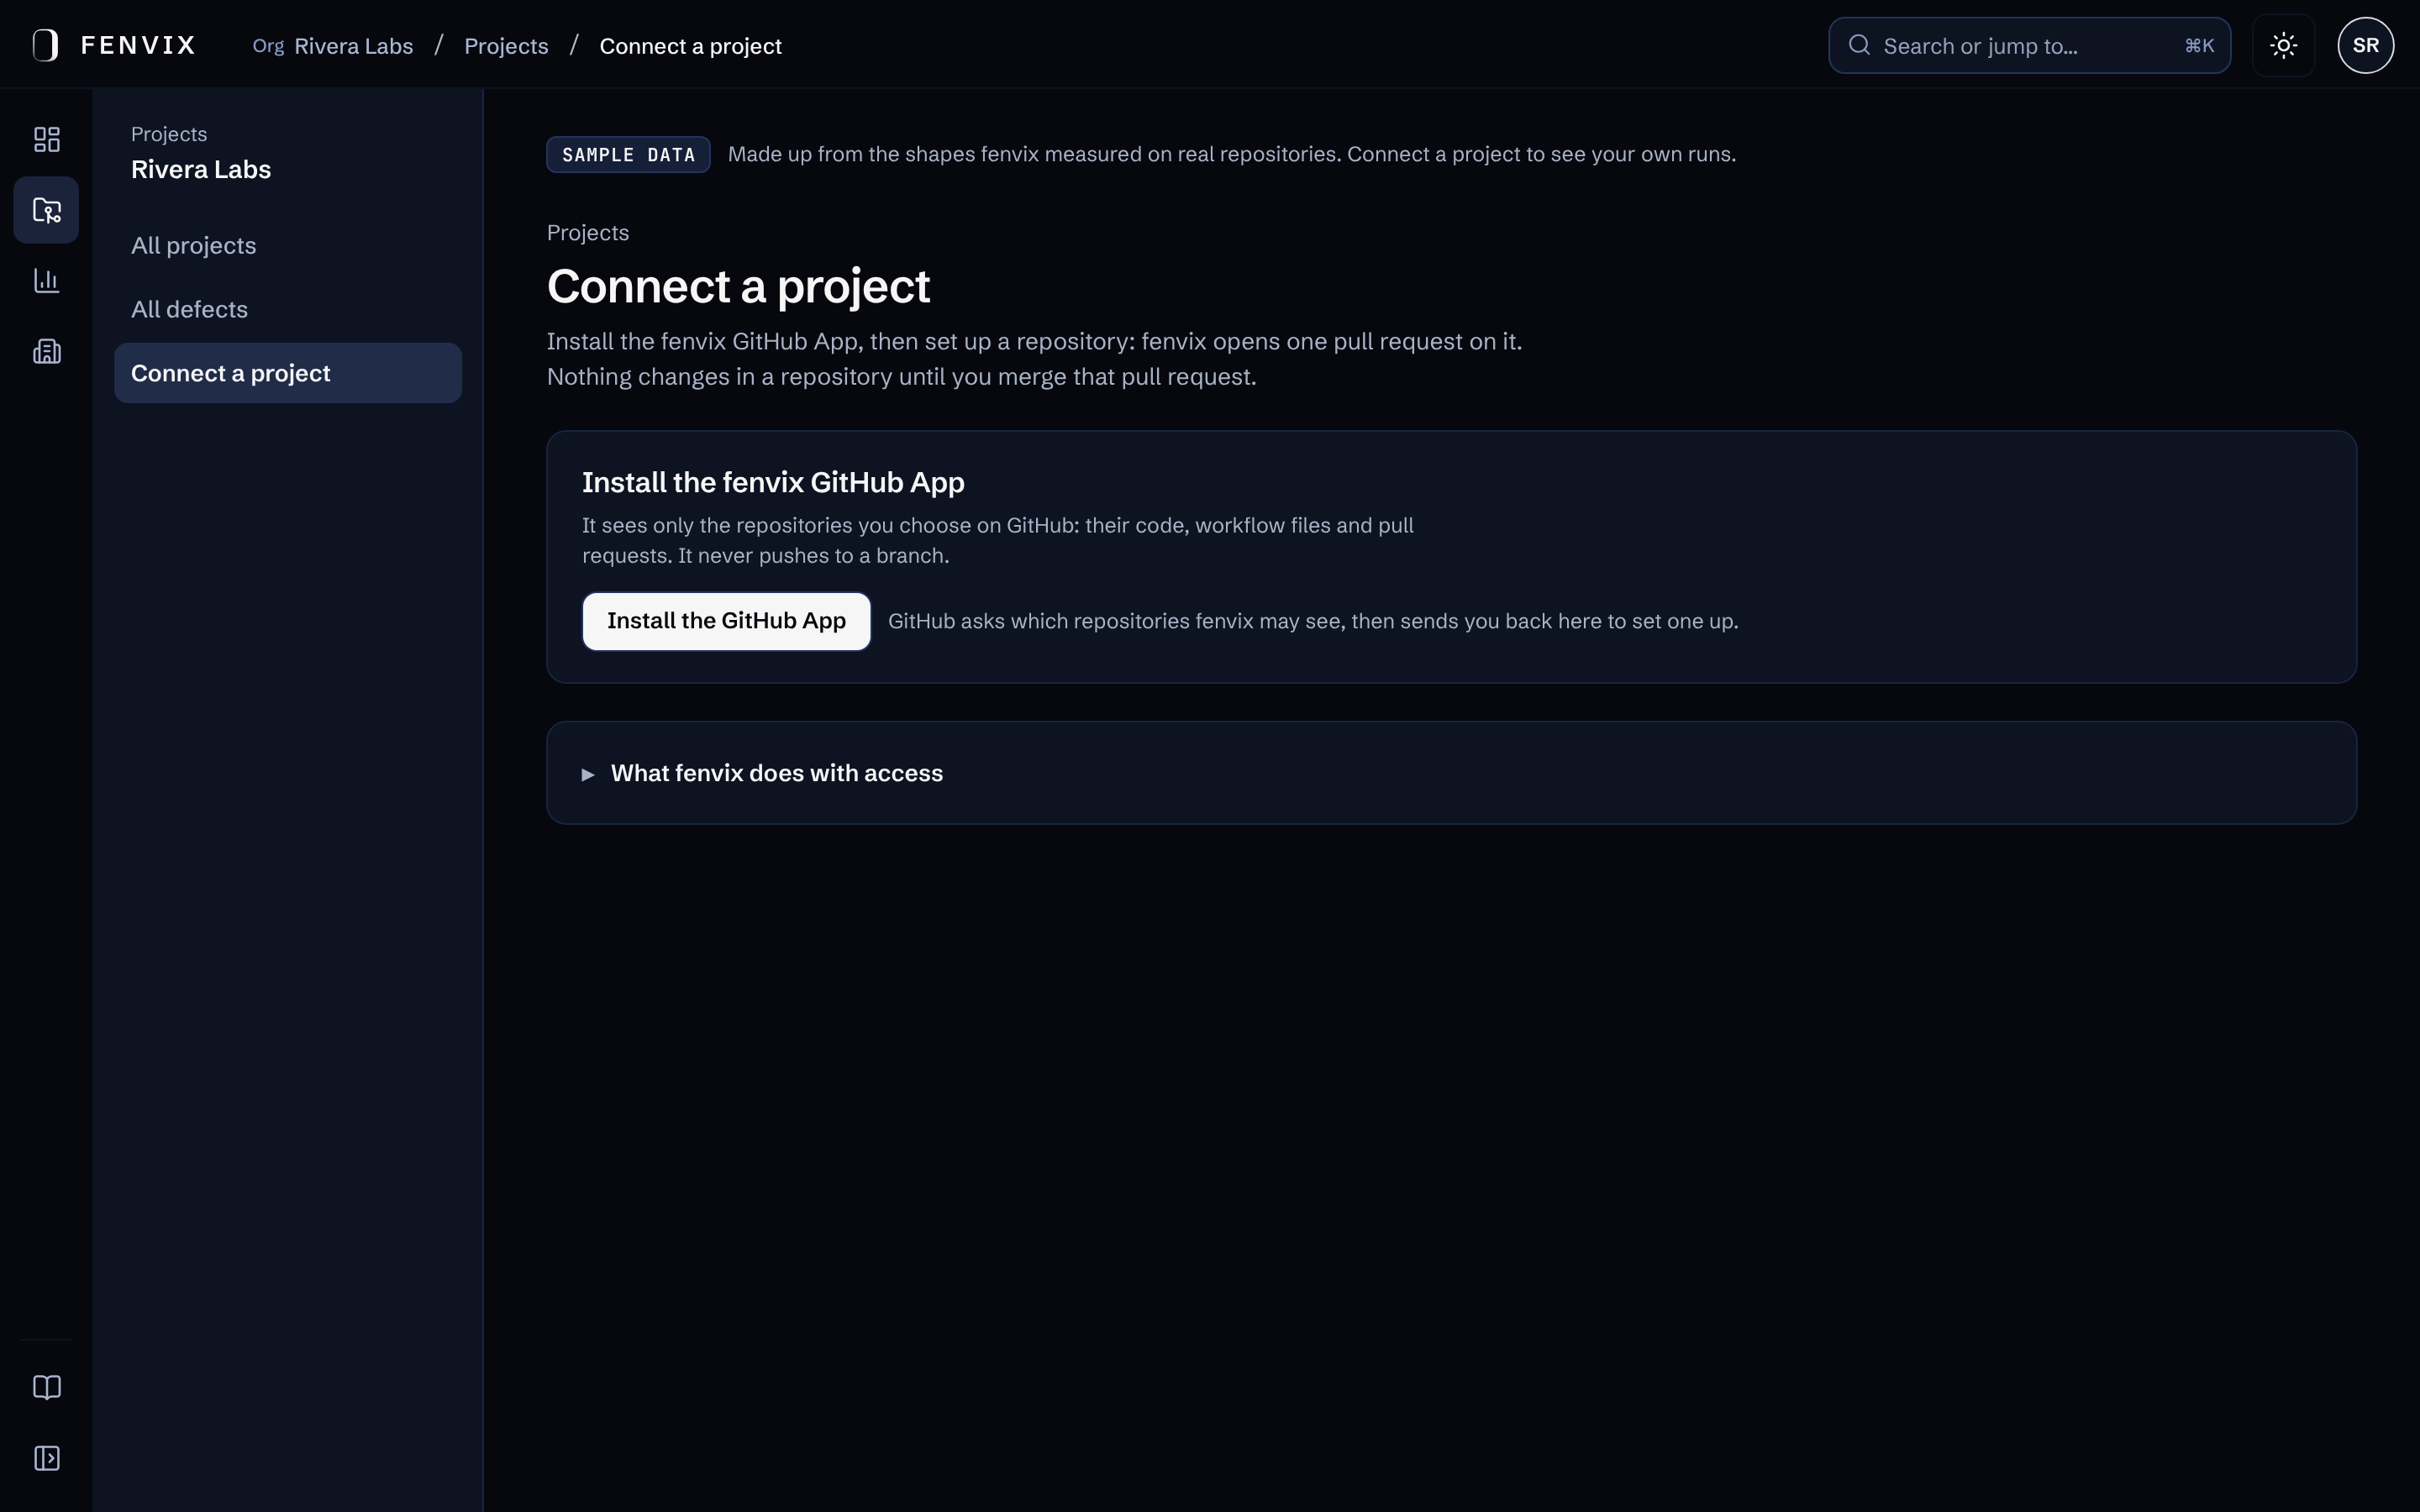 FENVIX
Org Rivera Labs / Projects / Connect a project
Search or jump to... ⌘K
SR
Projects
Rivera Labs
All projects
All defects
Connect a project
SAMPLE DATA Made up from the shapes fenvix measured on real repositories. Connect a project to see your own runs.
Projects
Connect a project
Install the fenvix GitHub App, then set up a repository: fenvix opens one pull request on it.
Nothing changes in a repository until you merge that pull request.
Install the fenvix GitHub App
It sees only the repositories you choose on GitHub: their code, workflow files and pull
requests. It never pushes to a branch.
Install the GitHub App GitHub asks which repositories fenvix may see, then sends you back here to set one up.
▶ What fenvix does with access